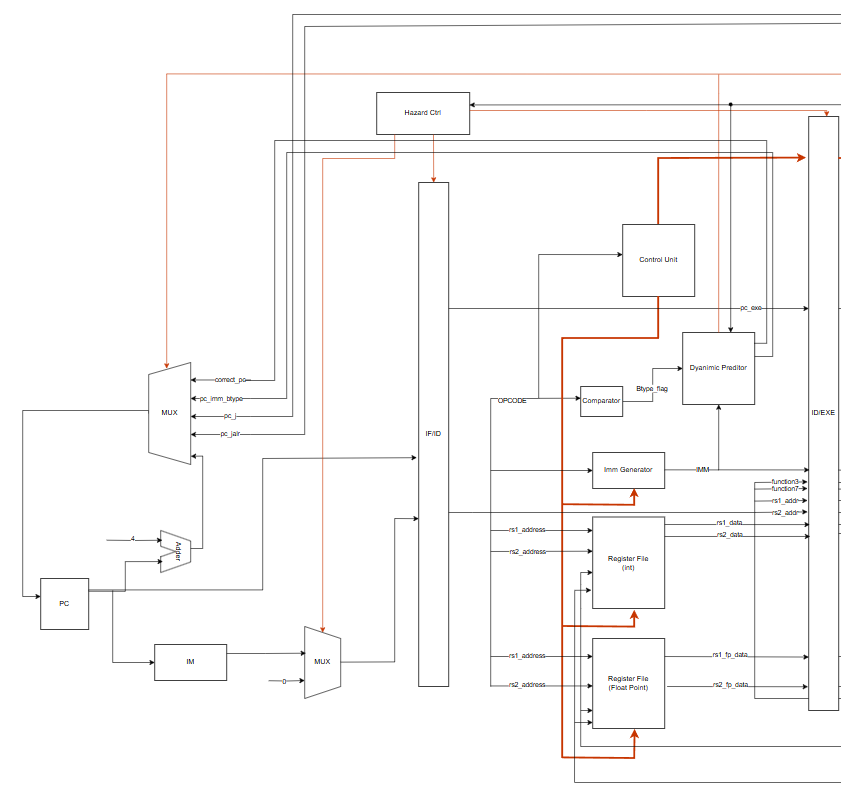 Hazard Ctrl
Control Unit
pc_exe
Dyanimic Preditor
correct_pc
pc_imm_btype
MUX
pc_j
pc_jalr
Btype_flag
OPCODE
Comparator
ID/EXE
IF/ID
Imm Generator
IMM
function3
function7
rs1_addr
rs2_addr
rs1_data
rs1_address
rs2_data
4
Adder
rs2_address
Register File
(int)
PC
IM
MUX
0
rs1_address
rs1_fp_data
Register File
(Float Point)
rs2_address
rs2_fp_data